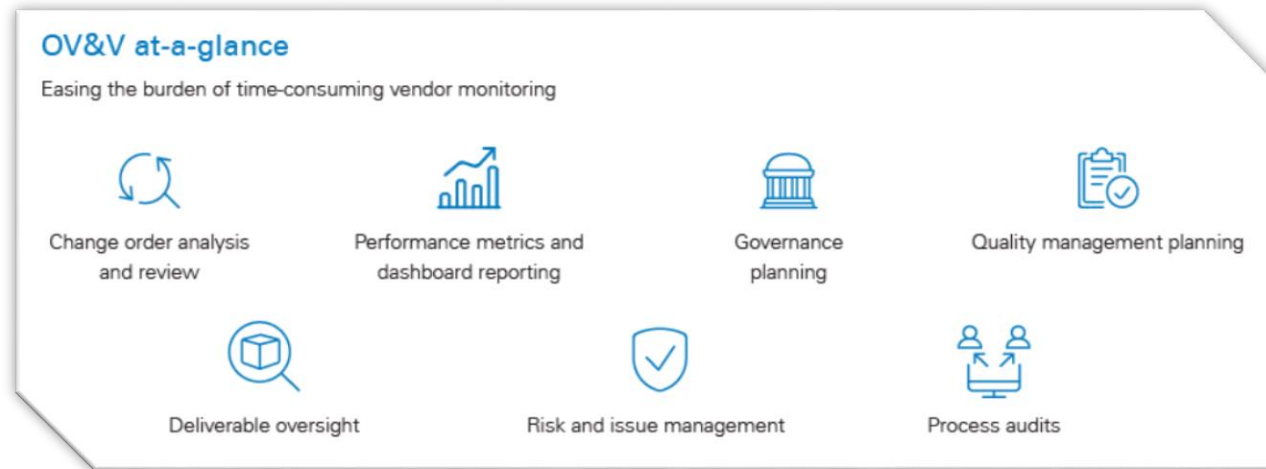 OV&V at-a-glance
Easing the burden of time-consuming vendor monitoring
Change order analysis
and review
Performance metrics and
dashboard reporting
Governance
planning
Quality management planning
Deliverable oversight
Risk and issue management
Process audits